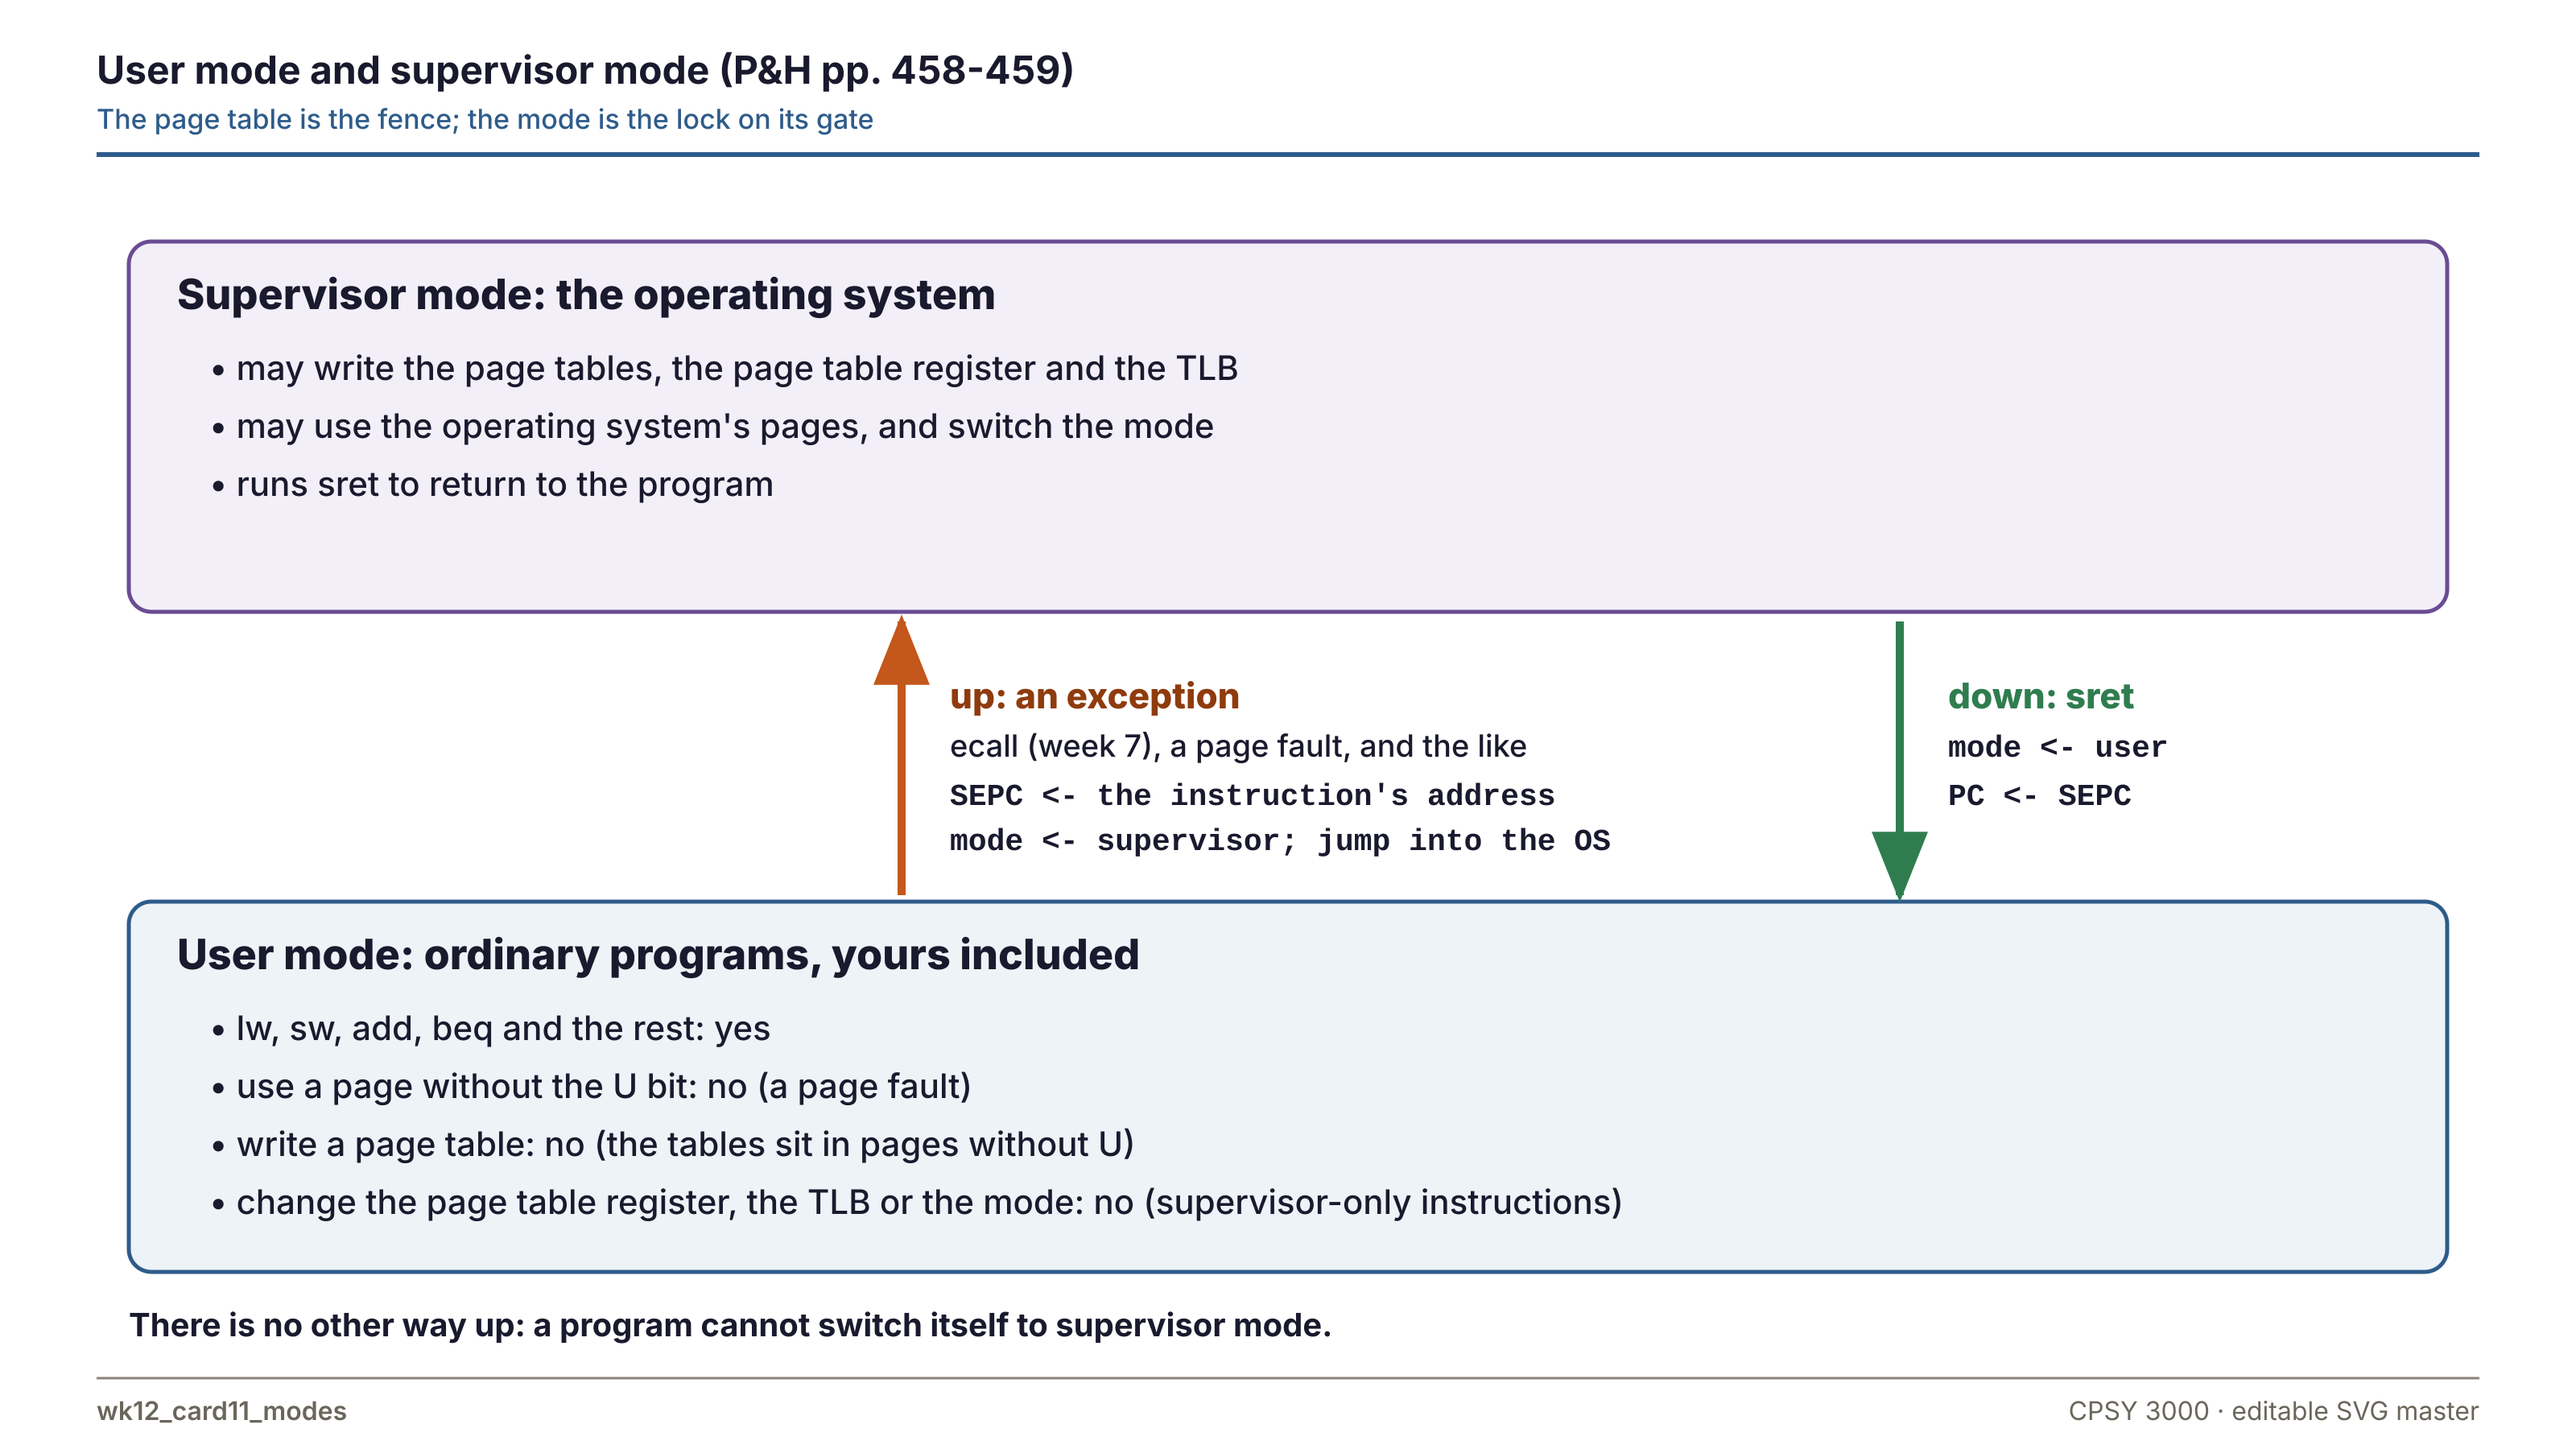 User mode and supervisor mode (P&H pp. 458-459)
The page table is the fence; the mode is the lock on its gate
Supervisor mode: the operating system
• may write the page tables, the page table register and the TLB
• may use the operating system's pages, and switch the mode
• runs sret to return to the program
up: an exception
ecall (week 7), a page fault, and the like
SEPC <- the instruction's address
mode <- supervisor; jump into the OS
down: sret
mode <- user
PC <- SEPC
User mode: ordinary programs, yours included
• lw, sw, add, beq and the rest: yes
• use a page without the U bit: no (a page fault)
• write a page table: no (the tables sit in pages without U)
• change the page table register, the TLB or the mode: no (supervisor-only instructions)
There is no other way up: a program cannot switch itself to supervisor mode.
wk12_card11_modes
CPSY 3000 · editable SVG master